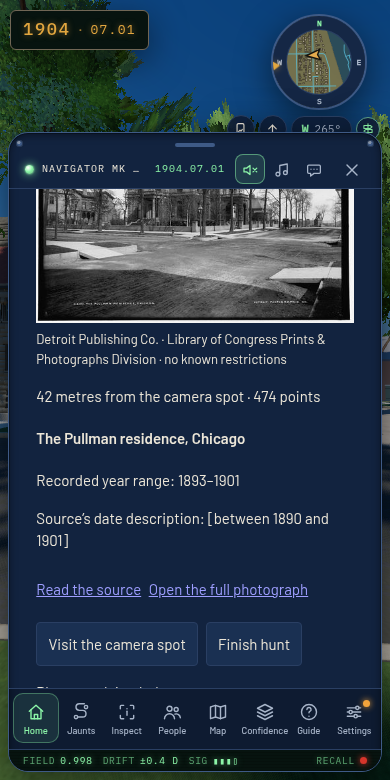 1904 · 07.01
N
W
E
S
W 265°
NAVIGATOR MK … 1904.07.01
Detroit Publishing Co. · Library of Congress Prints &
Photographs Division · no known restrictions
42 metres from the camera spot · 474 points
The Pullman residence, Chicago
Recorded year range: 1893–1901
Source's date description: [between 1890 and
1901]
Read the source Open the full photograph
Visit the camera spot Finish hunt
Home Jaunts Inspect People Map Confidence Guide Settings
FIELD 0.998 DRIFT ±0.4 D SIG RECALL